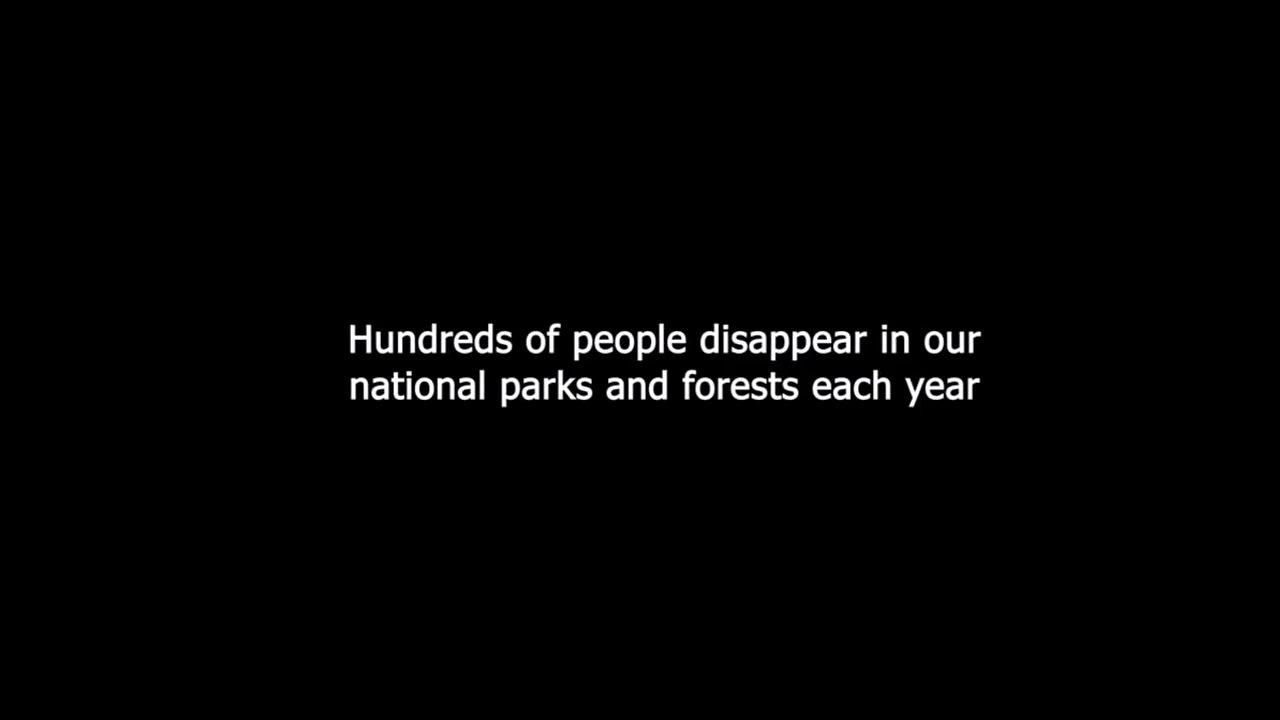 Hundreds of people disappear in our
national parks and forests each year